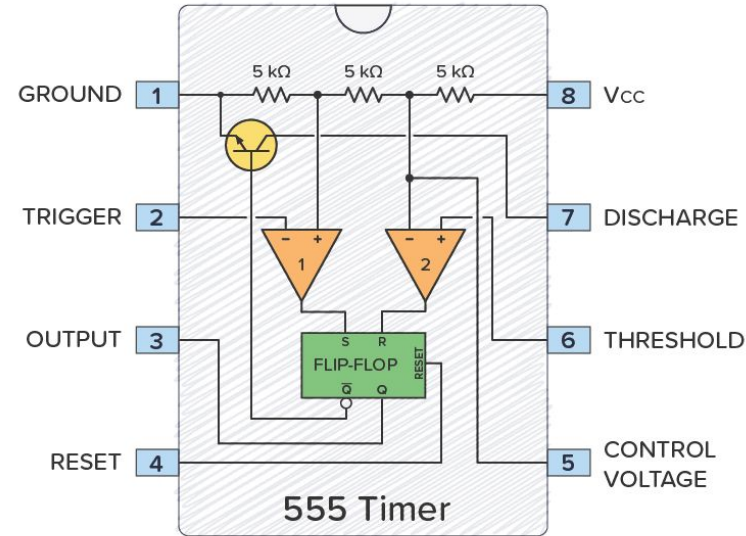 5 kΩ 5 kΩ 5 kΩ
GROUND 1 8 VCC
TRIGGER 2 7 DISCHARGE
− + − +
1 2
OUTPUT 3 6 THRESHOLD
S R
FLIP-FLOP RESET
Q̅ Q
RESET 4 5 CONTROL
VOLTAGE
555 Timer